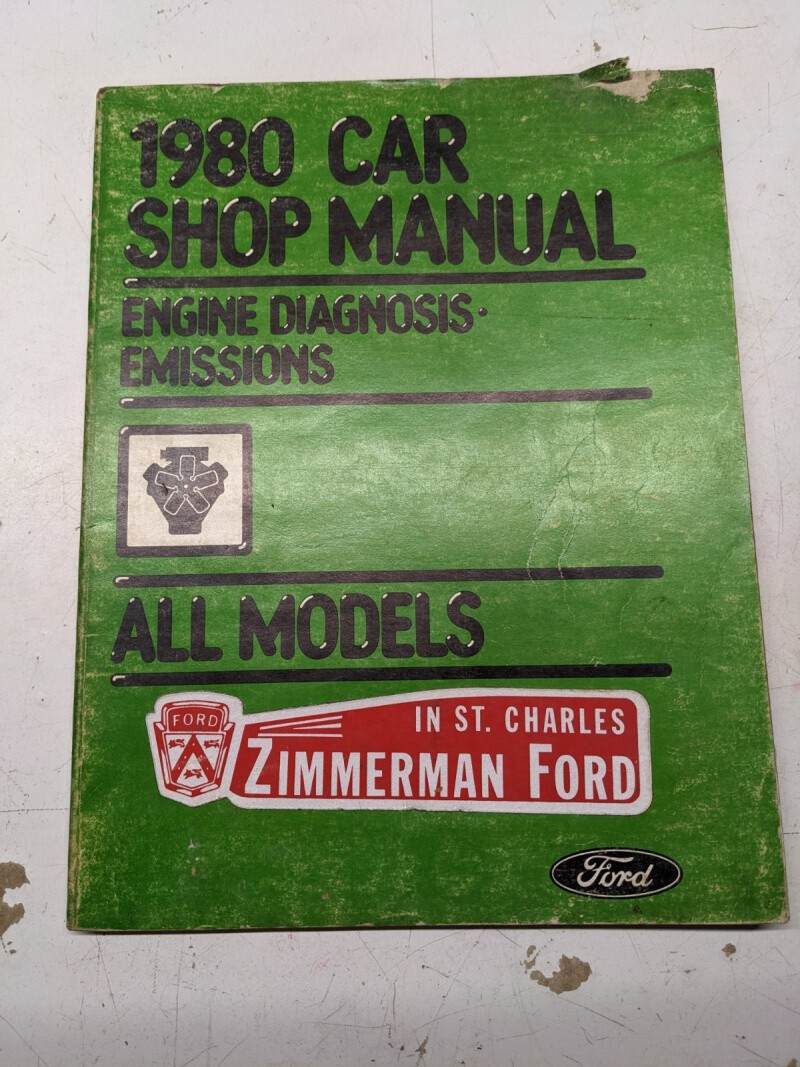 1980 CAR
SHOP MANUAL
ENGINE DIAGNOSIS·
EMISSIONS
ALL MODELS
FORD
IN ST. CHARLES
ZIMMERMAN FORD
Ford